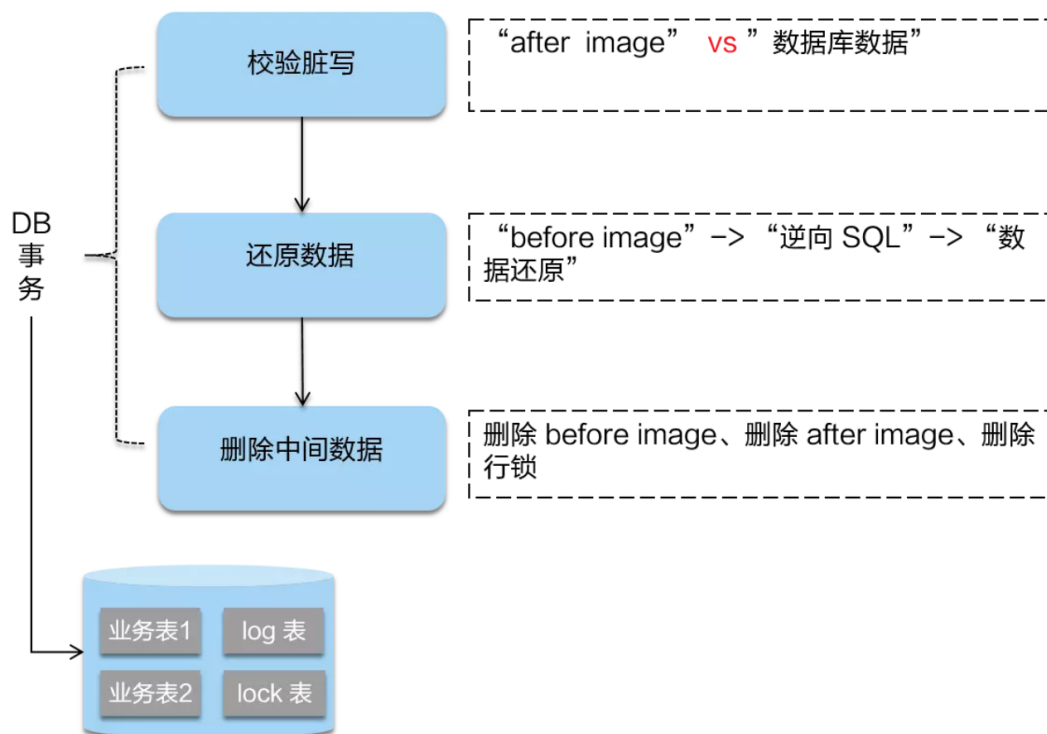 校验脏写
“after image” vs ”数据库数据”
DB
事
务
还原数据
“before image”–> “逆向 SQL”–> “数
据还原”
删除中间数据
删除 before image、删除 after image、删除
行锁
业务表1
log 表
业务表2
lock 表